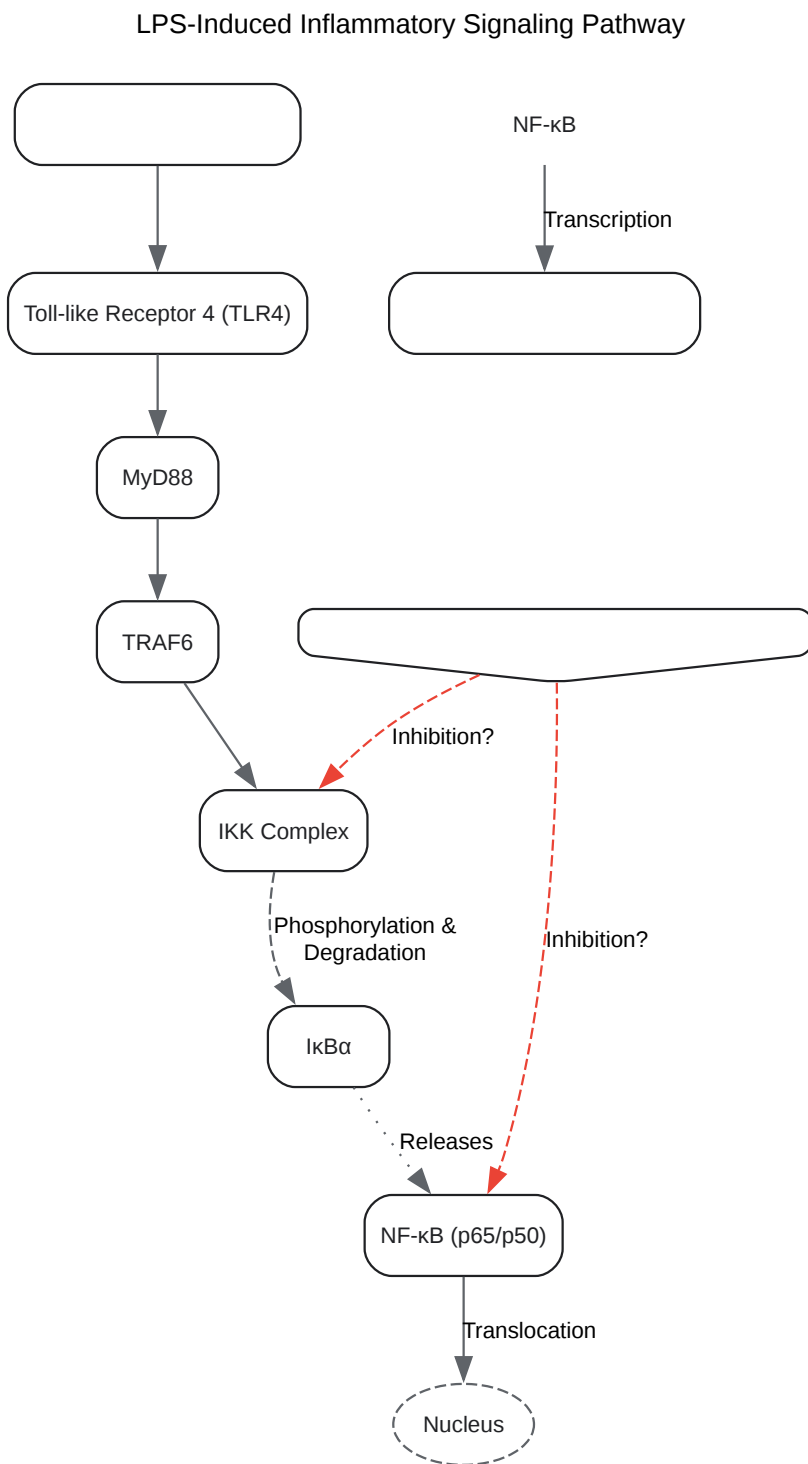 LPS-Induced Inflammatory Signaling Pathway
NF-κB
Transcription
Toll-like Receptor 4 (TLR4)
MyD88
TRAF6
Inhibition?
IKK Complex
Phosphorylation &
Degradation
Inhibition?
IκBα
Releases
NF-κB (p65/p50)
Translocation
Nucleus